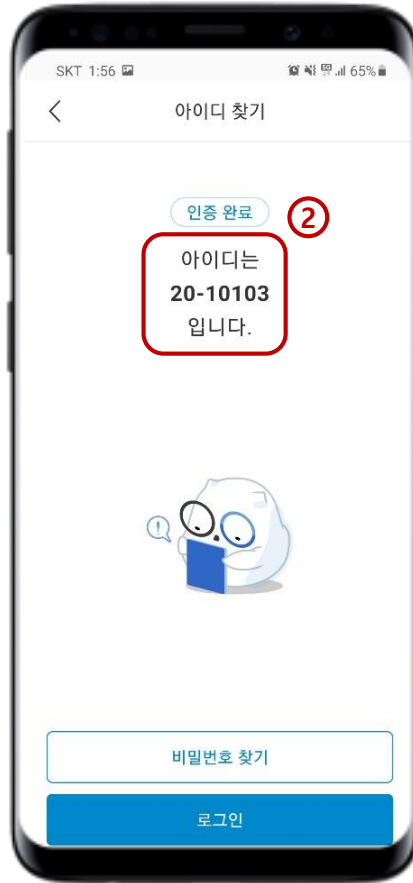 SKT 1:56
65%
아이디 찾기
인증 완료
②
아이디는
20-10103
입니다.
비밀번호 찾기
로그인